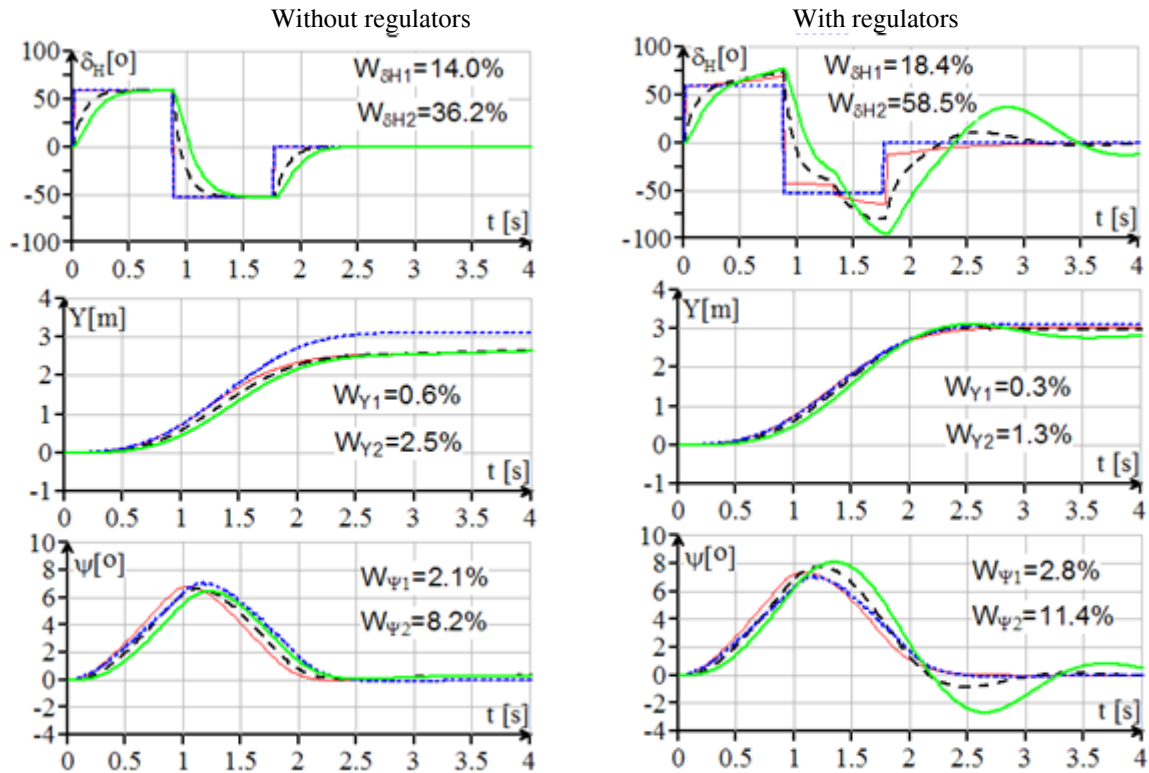 Without regulators
With regulators
δH[o]
WδH1=14.0%
WδH2=36.2%
100
50
0
-50
-100
t [s]
0 0.5 1 1.5 2 2.5 3 3.5 4
δH[o]
WδH1=18.4%
WδH2=58.5%
100
50
0
-50
-100
t [s]
0 0.5 1 1.5 2 2.5 3 3.5 4
Y[m]
4
3
2
1
0
-1
WY1=0.6%
WY2=2.5%
t [s]
0 0.5 1 1.5 2 2.5 3 3.5 4
Y[m]
4
3
2
1
0
-1
WY1=0.3%
WY2=1.3%
t [s]
0 0.5 1 1.5 2 2.5 3 3.5 4
ψ[o]
10
8
6
4
2
0
-2
-4
WΨ1=2.1%
WΨ2=8.2%
t [s]
0 0.5 1 1.5 2 2.5 3 3.5 4
ψ[o]
10
8
6
4
2
0
-2
-4
WΨ1=2.8%
WΨ2=11.4%
t [s]
0 0.5 1 1.5 2 2.5 3 3.5 4